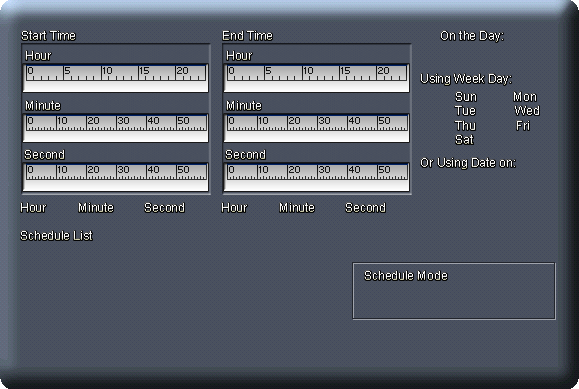 Start Time
End Time
On the Day:
Hour
0 5 10 15 20
Hour
0 5 10 15 20
Using Week Day:
Sun Mon
Tue Wed
Thu Fri
Sat
Minute
0 10 20 30 40 50
Minute
0 10 20 30 40 50
Second
0 10 20 30 40 50
Second
0 10 20 30 40 50
Or Using Date on:
Hour Minute Second
Hour Minute Second
Schedule List
Schedule Mode